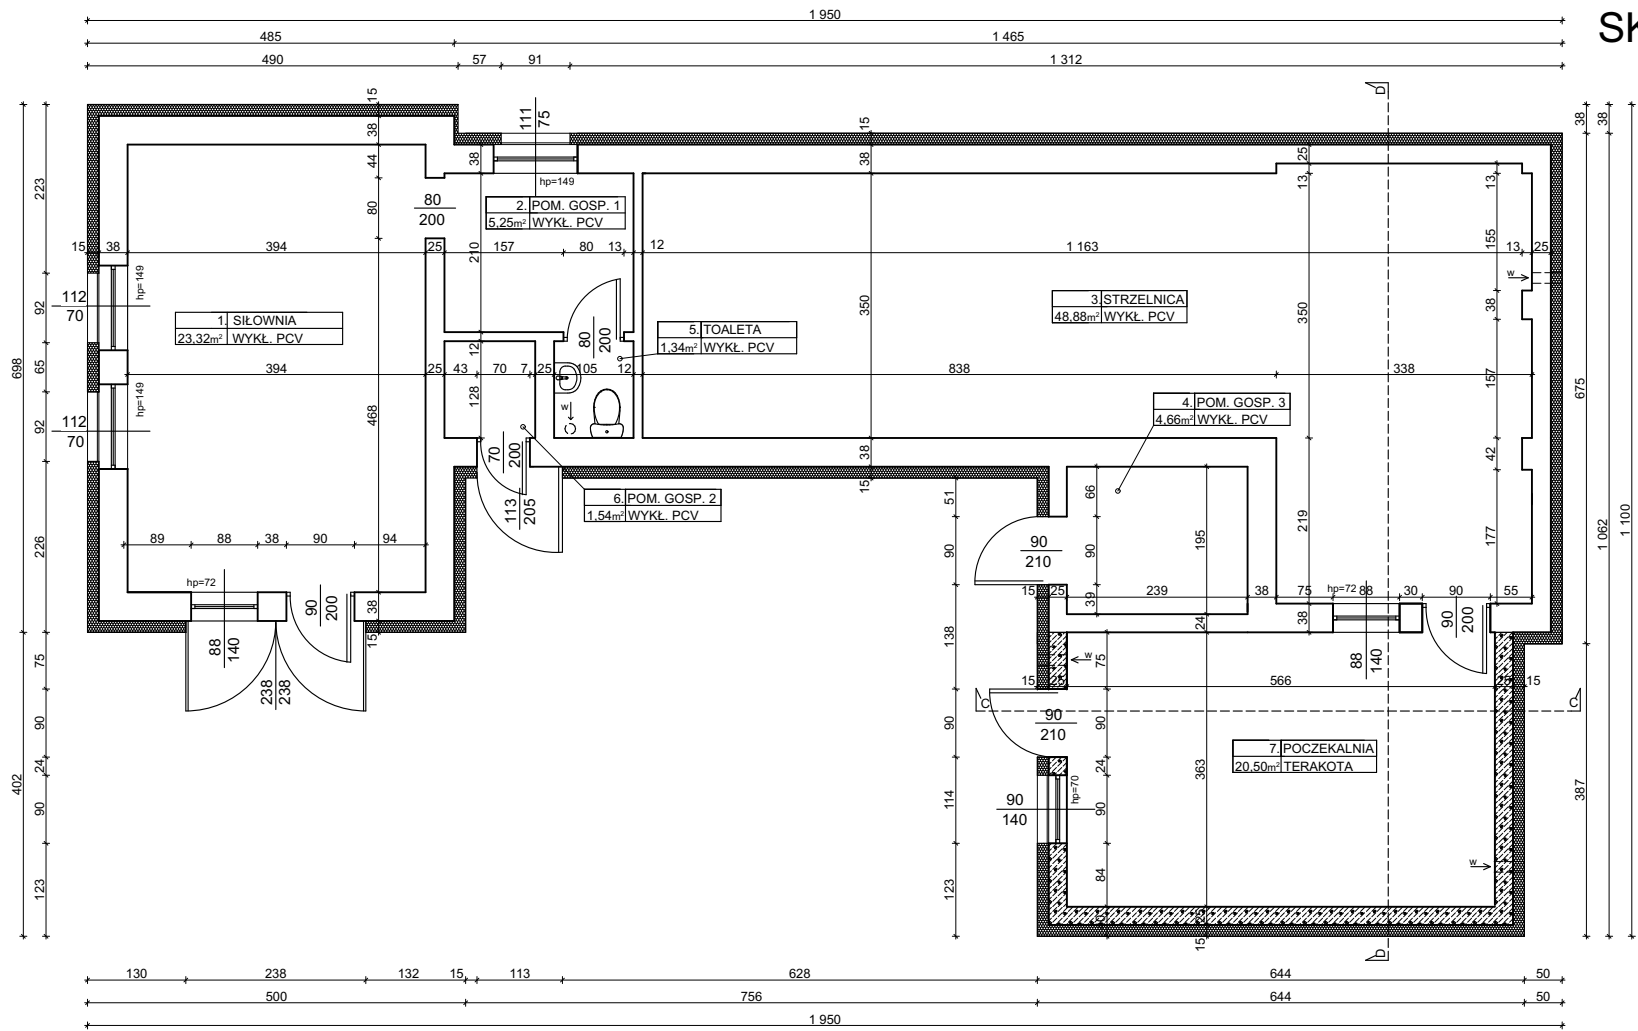 1 950
SK
485 1 465
490 57 91 1 312
15 38 44 80 468 38 15
111
75
hp=149
80
200
2. POM. GOSP. 1
5,25m² WYKŁ. PCV
15 38 394 25 157 80 13 12 1 163 13 25
38 210 12 128
15 38 350 38 15
D
25 13 350 219 38
13 155 38 157 42 177
38 38
223 92 65 92 226 75 90 24 90 123
698 402
112
70
hp=149
112
70
hp=149
1. SIŁOWNIA
23,32m² WYKŁ. PCV
3. STRZELNICA
48,88m² WYKŁ. PCV
w
5. TOALETA
1,34m² WYKŁ. PCV
80
200
394 25 43 70 7 25 105 12 838 338
w
4. POM. GOSP. 3
4,66m² WYKŁ. PCV
675 387
1 062
1 100
70
200
6. POM. GOSP. 2
1,54m² WYKŁ. PCV
113
205
51 90 138 90 114 123
66 90 39
195 24 363 25 15
90
210
89 88 38 90 94
hp=72
90
200
88
140
238
238
15 25 239 38 75 88 30 90 55
hp=72
90
200
88
140
w
75 90 24 90 84
15 25 566 25 15
C C
90
210
7. POCZEKALNIA
20,50m² TERAKOTA
90
140
hp=70
w
D
130 238 132 15 113 628 644 50
500 756 644 50
1 950